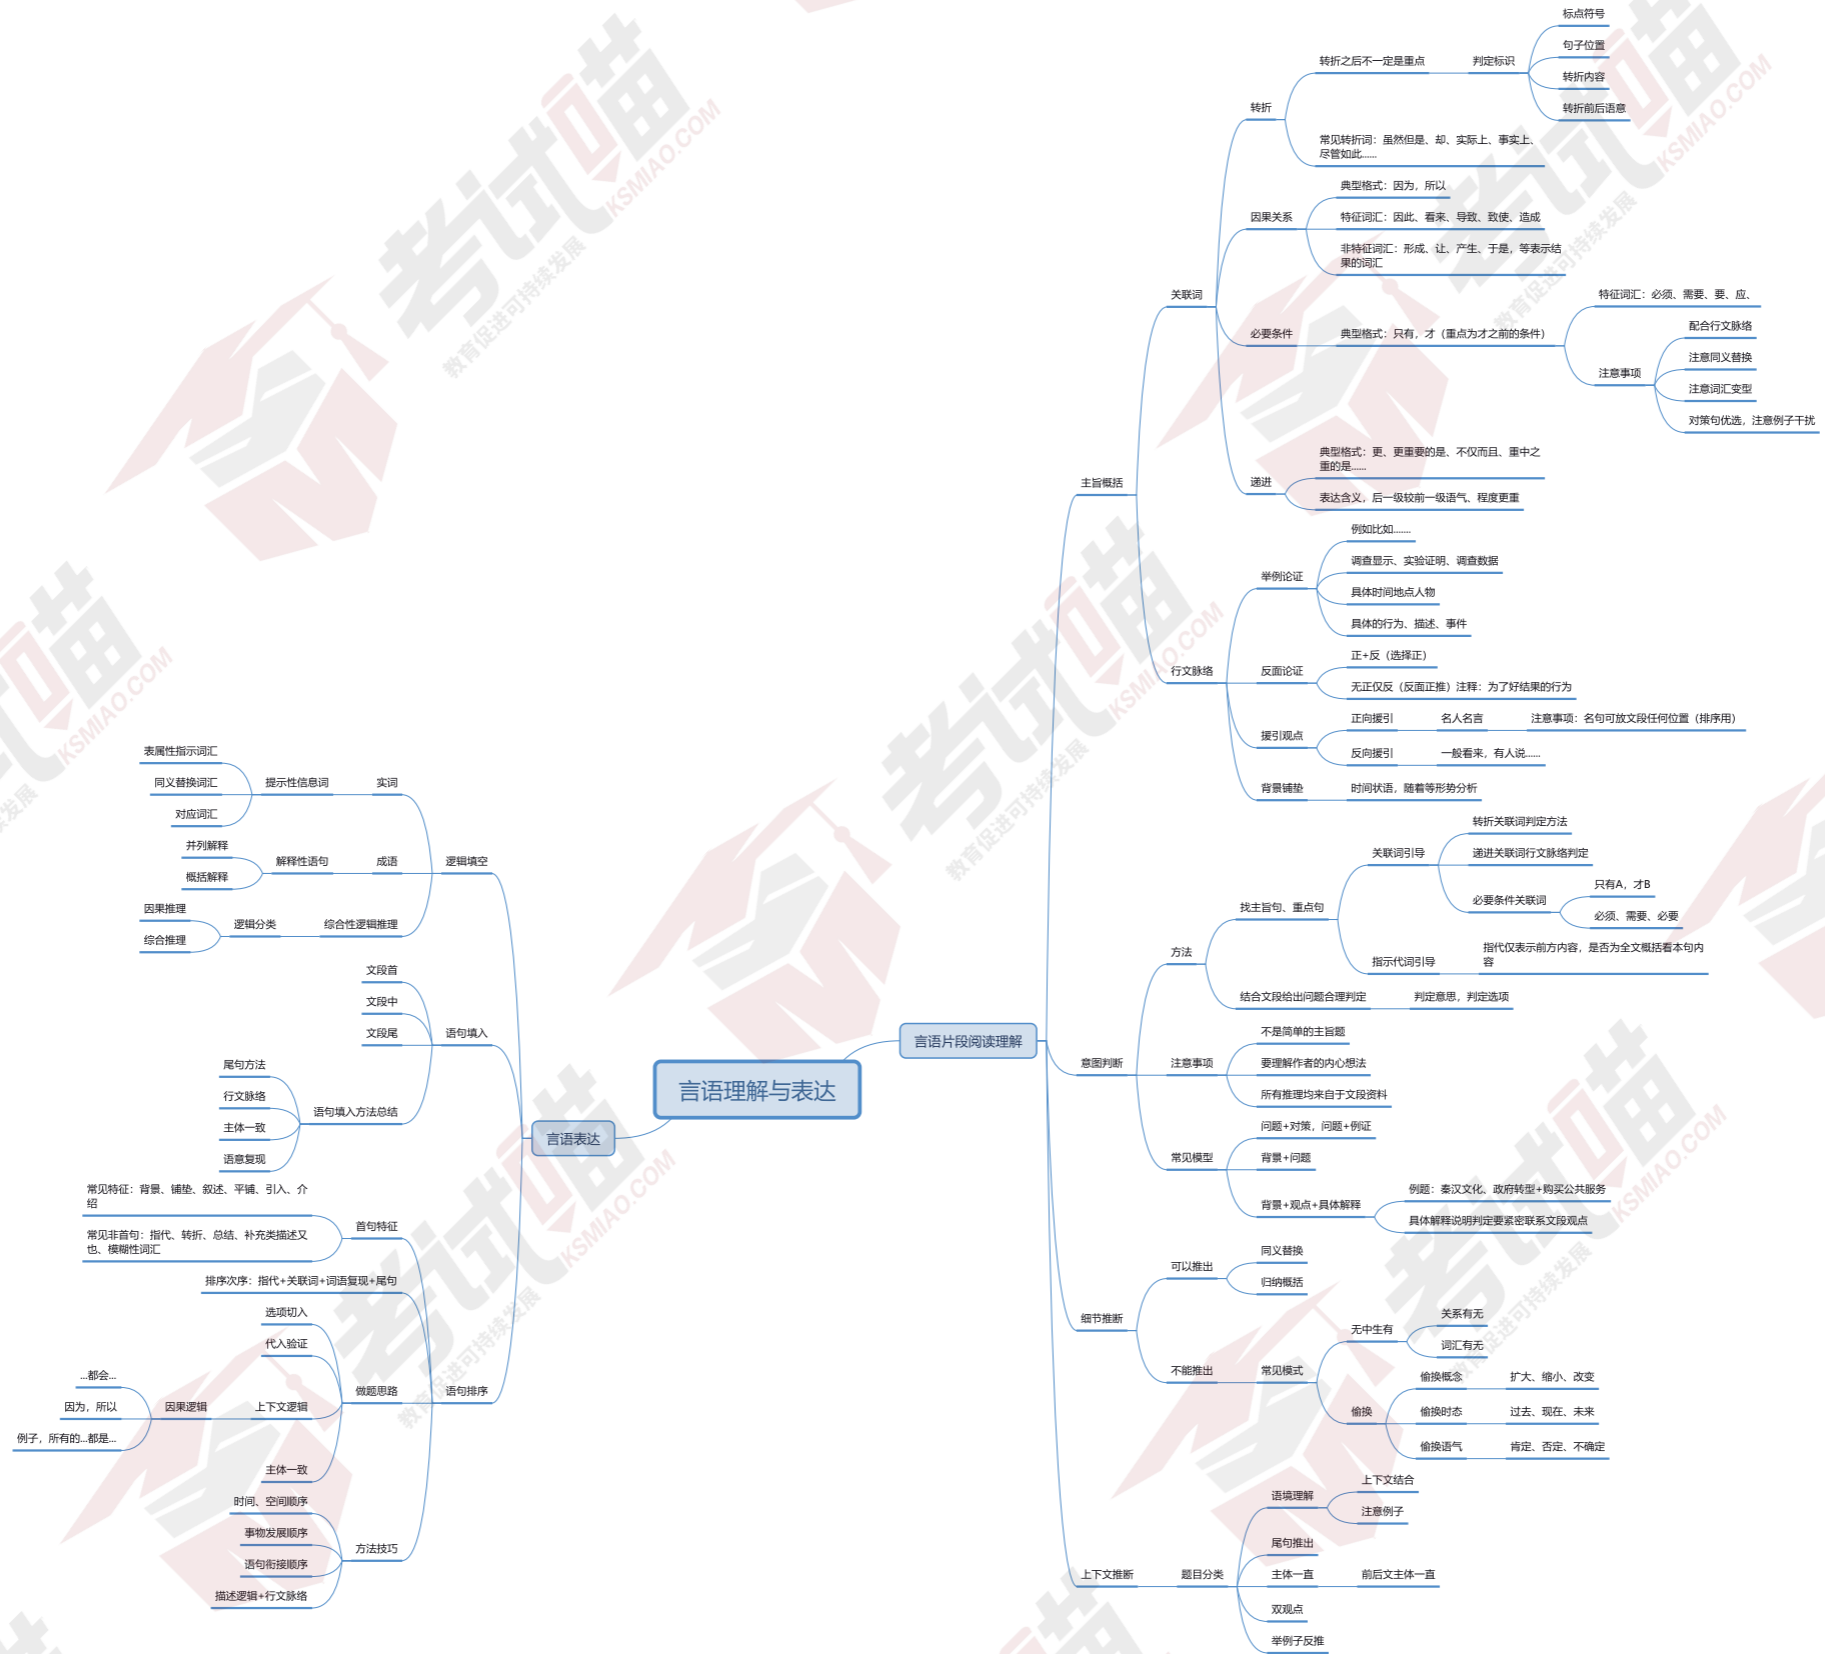 言语理解与表达
言语片段阅读理解
主旨概括
关联词
转折
转折之后不一定是重点
判定标识
标点符号
句子位置
转折内容
转折前后语意
常见转折词：虽然但是、却、实际上、事实上、
尽管如此......
因果关系
典型格式：因为，所以
特征词汇：因此、看来、导致、致使、造成
非特征词汇：形成、让、产生、于是，等表示结
果的词汇
必要条件
典型格式：只有，才（重点为才之前的条件）
特征词汇：必须、需要、要、应、
注意事项
配合行文脉络
注意同义替换
注意词汇变型
对策句优选，注意例子干扰
递进
典型格式：更、更重要的是、不仅而且、重中之
重的是......
表达含义，后一级较前一级语气、程度更重
行文脉络
举例论证
例如比如.......
调查显示、实验证明、调查数据
具体时间地点人物
具体的行为、描述、事件
反面论证
正+反（选择正）
无正仅反（反面正推）注释：为了好结果的行为
援引观点
正向援引
名人名言
注意事项：名句可放文段任何位置（排序用）
反向援引
一般看来，有人说......
背景铺垫
时间状语，随着等形势分析
意图判断
方法
找主旨句、重点句
关联词引导
转折关联词判定方法
递进关联词行文脉络判定
必要条件关联词
只有A，才B
必须、需要、必要
指示代词引导
指代仅表示前方内容，是否为全文概括看本句内
容
结合文段给出问题合理判定
判定意思，判定选项
注意事项
不是简单的主旨题
要理解作者的内心想法
所有推理均来自于文段资料
常见模型
问题+对策，问题+例证
背景+问题
背景+观点+具体解释
例题：秦汉文化、政府转型+购买公共服务
具体解释说明判定要紧密联系文段观点
细节推断
可以推出
同义替换
归纳概括
不能推出
常见模式
无中生有
关系有无
词汇有无
偷换
偷换概念
扩大、缩小、改变
偷换时态
过去、现在、未来
偷换语气
肯定、否定、不确定
上下文推断
题目分类
语境理解
上下文结合
注意例子
尾句推出
主体一直
前后文主体一直
双观点
举例子反推
言语表达
逻辑填空
实词
提示性信息词
表属性指示词汇
同义替换词汇
对应词汇
成语
解释性语句
并列解释
概括解释
综合性逻辑推理
逻辑分类
因果推理
综合推理
语句填入
文段首
文段中
文段尾
语句填入方法总结
尾句方法
行文脉络
主体一致
语意复现
语句排序
首句特征
常见特征：背景、铺垫、叙述、平铺、引入、介
绍
常见非首句：指代、转折、总结、补充类描述又
也、模糊性词汇
排序次序：指代+关联词+词语复现+尾句
做题思路
选项切入
代入验证
上下文逻辑
因果逻辑
...都会...
因为，所以
例子，所有的...都是...
主体一致
方法技巧
时间、空间顺序
事物发展顺序
语句衔接顺序
描述逻辑+行文脉络
考试喵
KSMIAO.COM
教育促进可持续发展